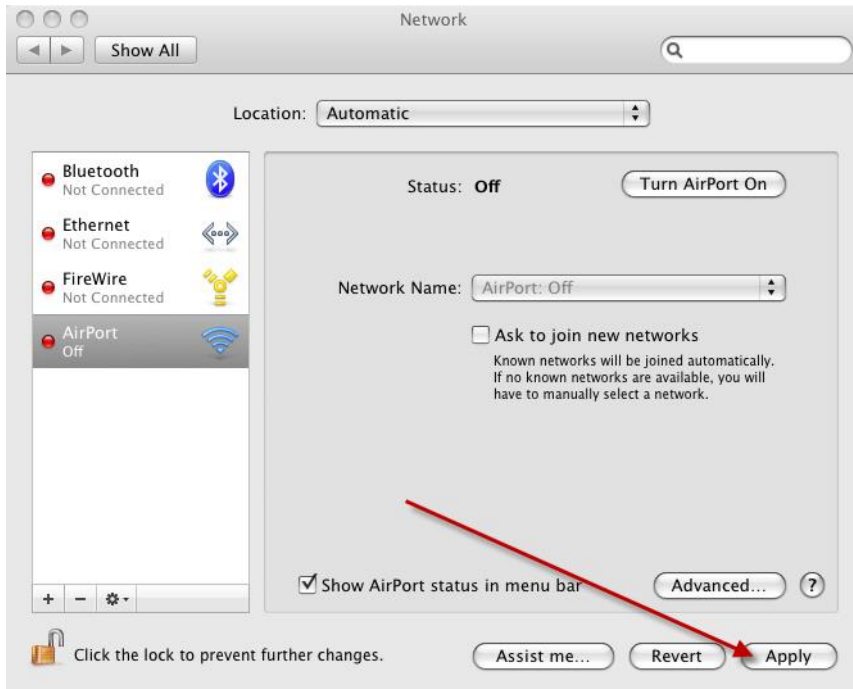 Network
Show All
Location: Automatic
Bluetooth
Not Connected
Ethernet
Not Connected
FireWire
Not Connected
AirPort
Off
Status: Off
Turn AirPort On
Network Name: AirPort: Off
Ask to join new networks
Known networks will be joined automatically.
If no known networks are available, you will
have to manually select a network.
Show AirPort status in menu bar
Advanced...
?
Click the lock to prevent further changes.
Assist me...
Revert
Apply